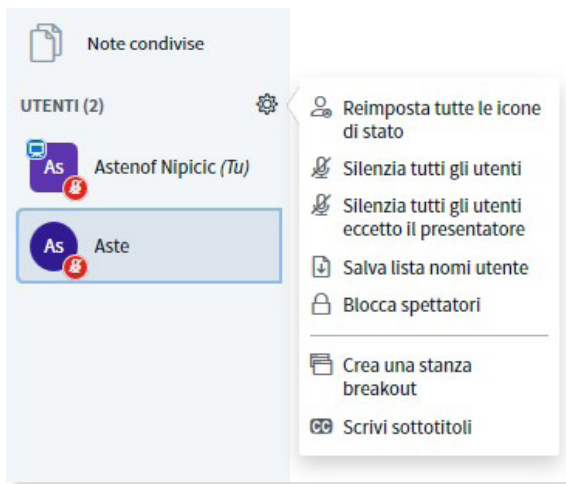 Note condivise
UTENTI (2)
As
Astenof Nipicic (Tu)
As
Aste
Reimposta tutte le icone
di stato
Silenzia tutti gli utenti
Silenzia tutti gli utenti
eccetto il presentatore
Salva lista nomi utente
Blocca spettatori
Crea una stanza
breakout
CC
Scrivi sottotitoli